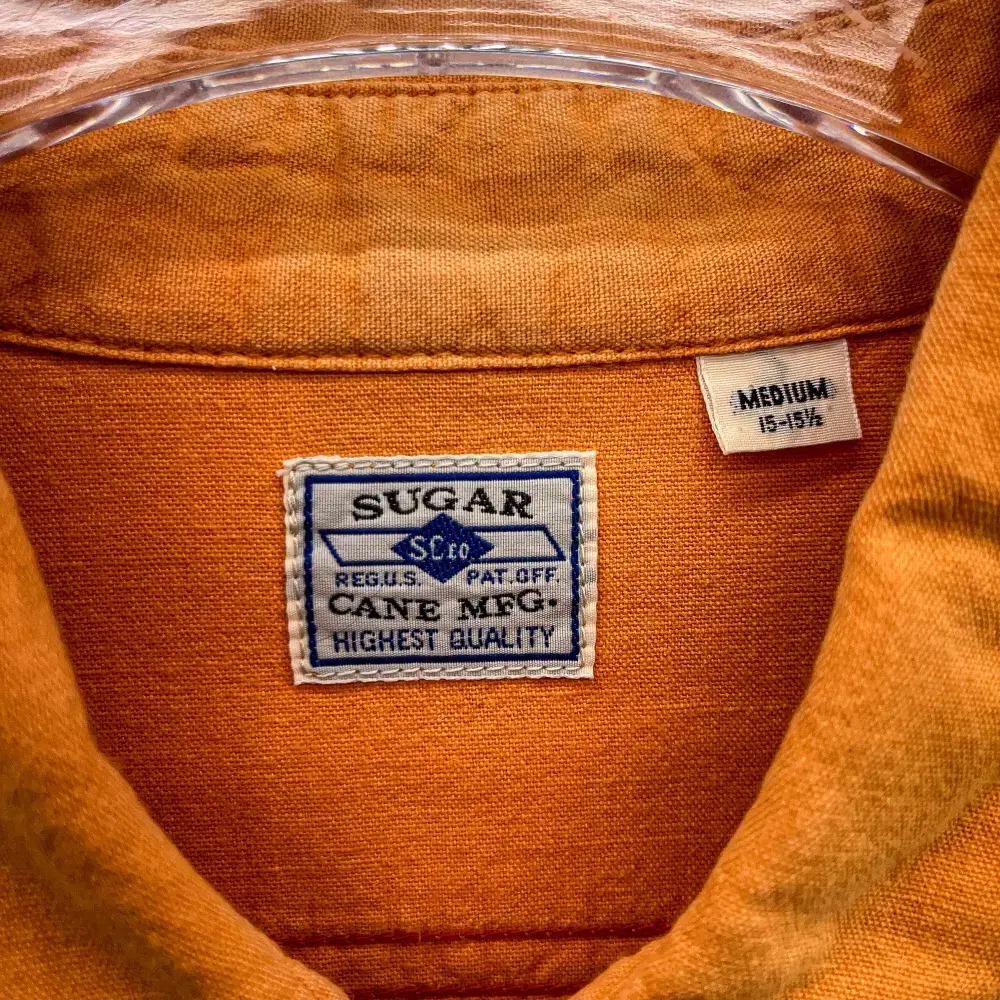 MEDIUM
15-15½
SUGAR
SCco
REG.U.S. PAT.OFF.
CANE MFG.
HIGHEST QUALITY